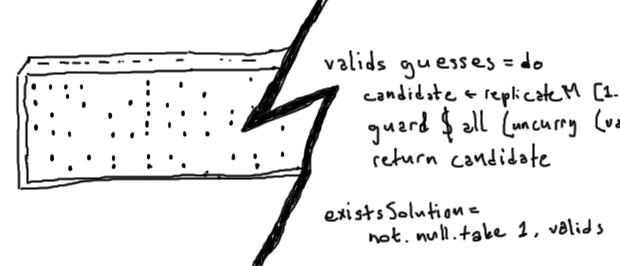 valids guesses = do
candidate ← replicateM [1.
guard $ all (uncurry (va
return candidate
existsSolution =
not. null. take 1. valids